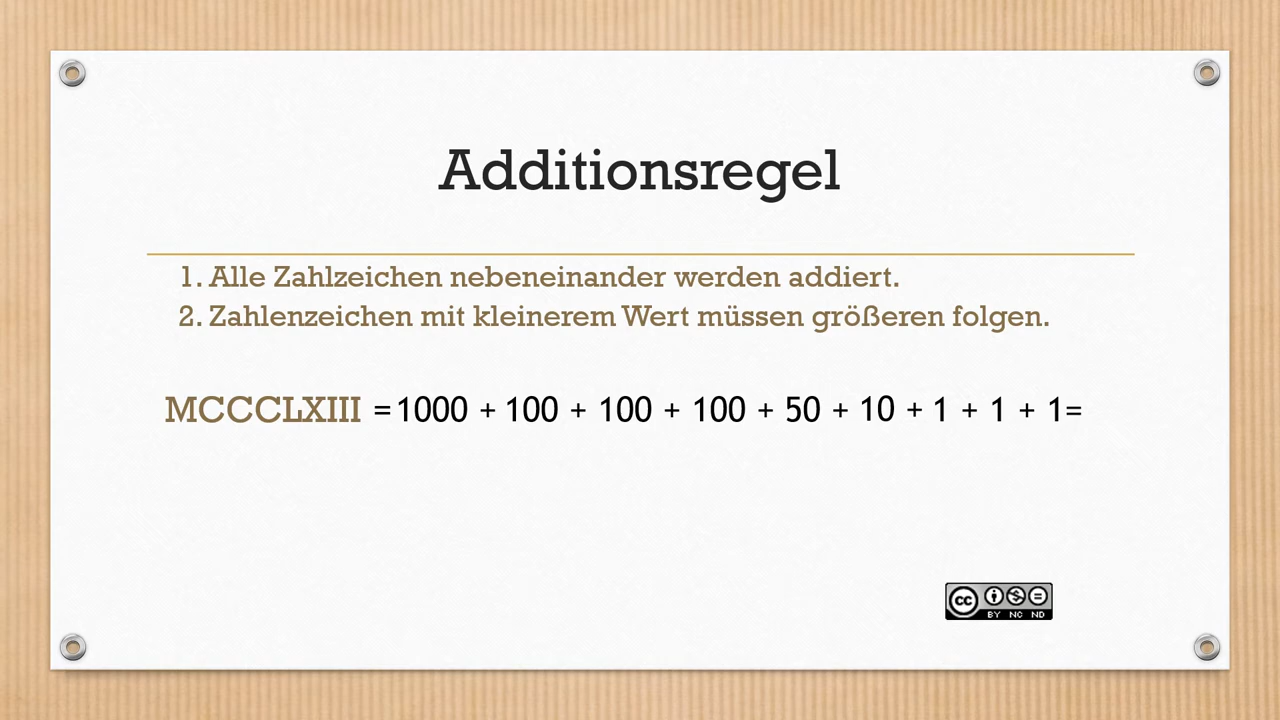 Additionsregel
1. Alle Zahlzeichen nebeneinander werden addiert.
2. Zahlenzeichen mit kleinerem Wert müssen größeren folgen.
MCCCLXIII = 1000 + 100 + 100 + 100 + 50 + 10 + 1 + 1 + 1=
cc
BY NC ND